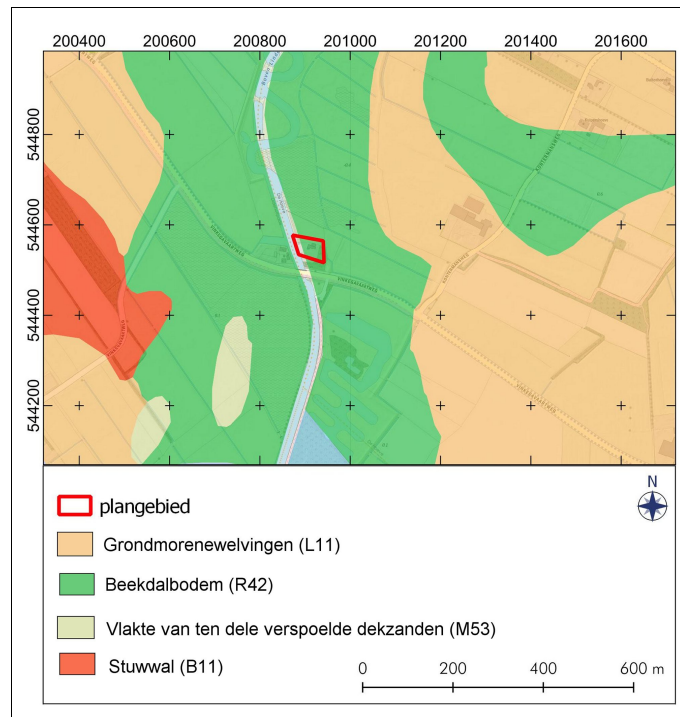 200400 200600 200800 201000 201200 201400 201600
544800
544600
544400
544200
plangebied
N
Grondmorenewelvingen (L11)
Beekdalbodem (R42)
Vlakte van ten dele verspoelde dekzanden (M53)
Stuwwal (B11)
0 200 400 600 m